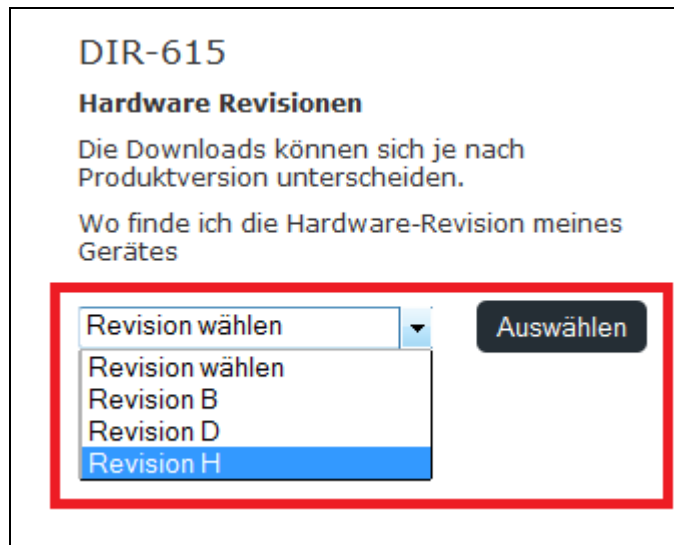 DIR-615
Hardware Revisionen
Die Downloads können sich je nach
Produktversion unterscheiden.
Wo finde ich die Hardware-Revision meines
Gerätes
Revision wählen
Auswählen
Revision wählen
Revision B
Revision D
Revision H